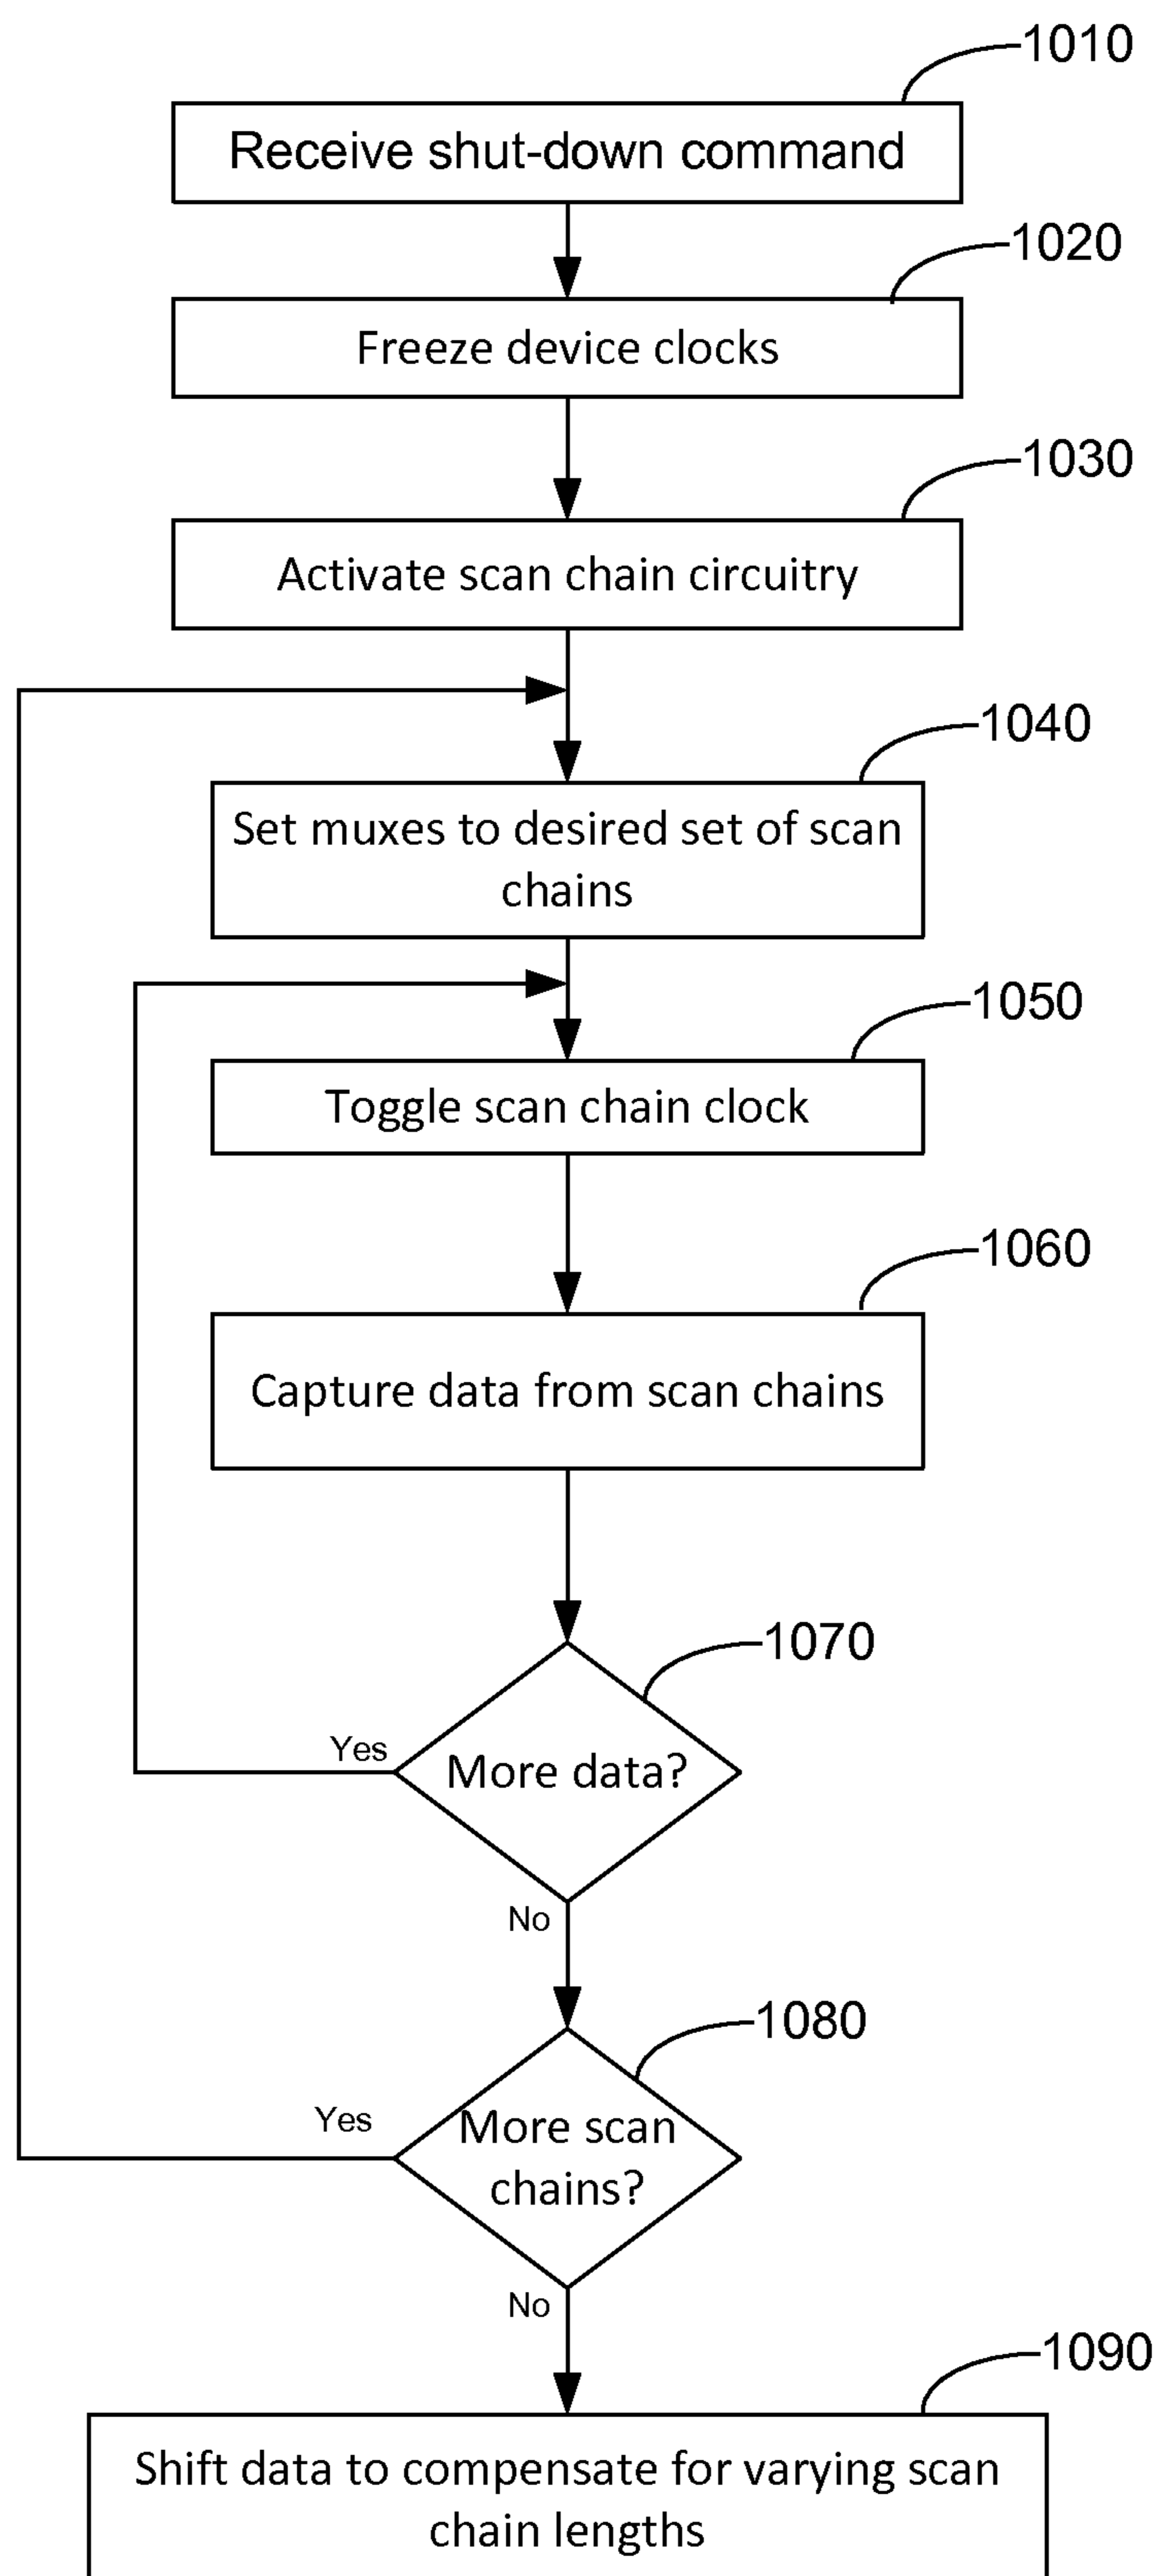 1010
Receive shut-down command
1020
Freeze device clocks
1030
Activate scan chain circuitry
1040
Set muxes to desired set of scan
chains
1050
Toggle scan chain clock
1060
Capture data from scan chains
1070
Yes
More data?
No
1080
Yes
More scan
chains?
No
1090
Shift data to compensate for varying scan
chain lengths